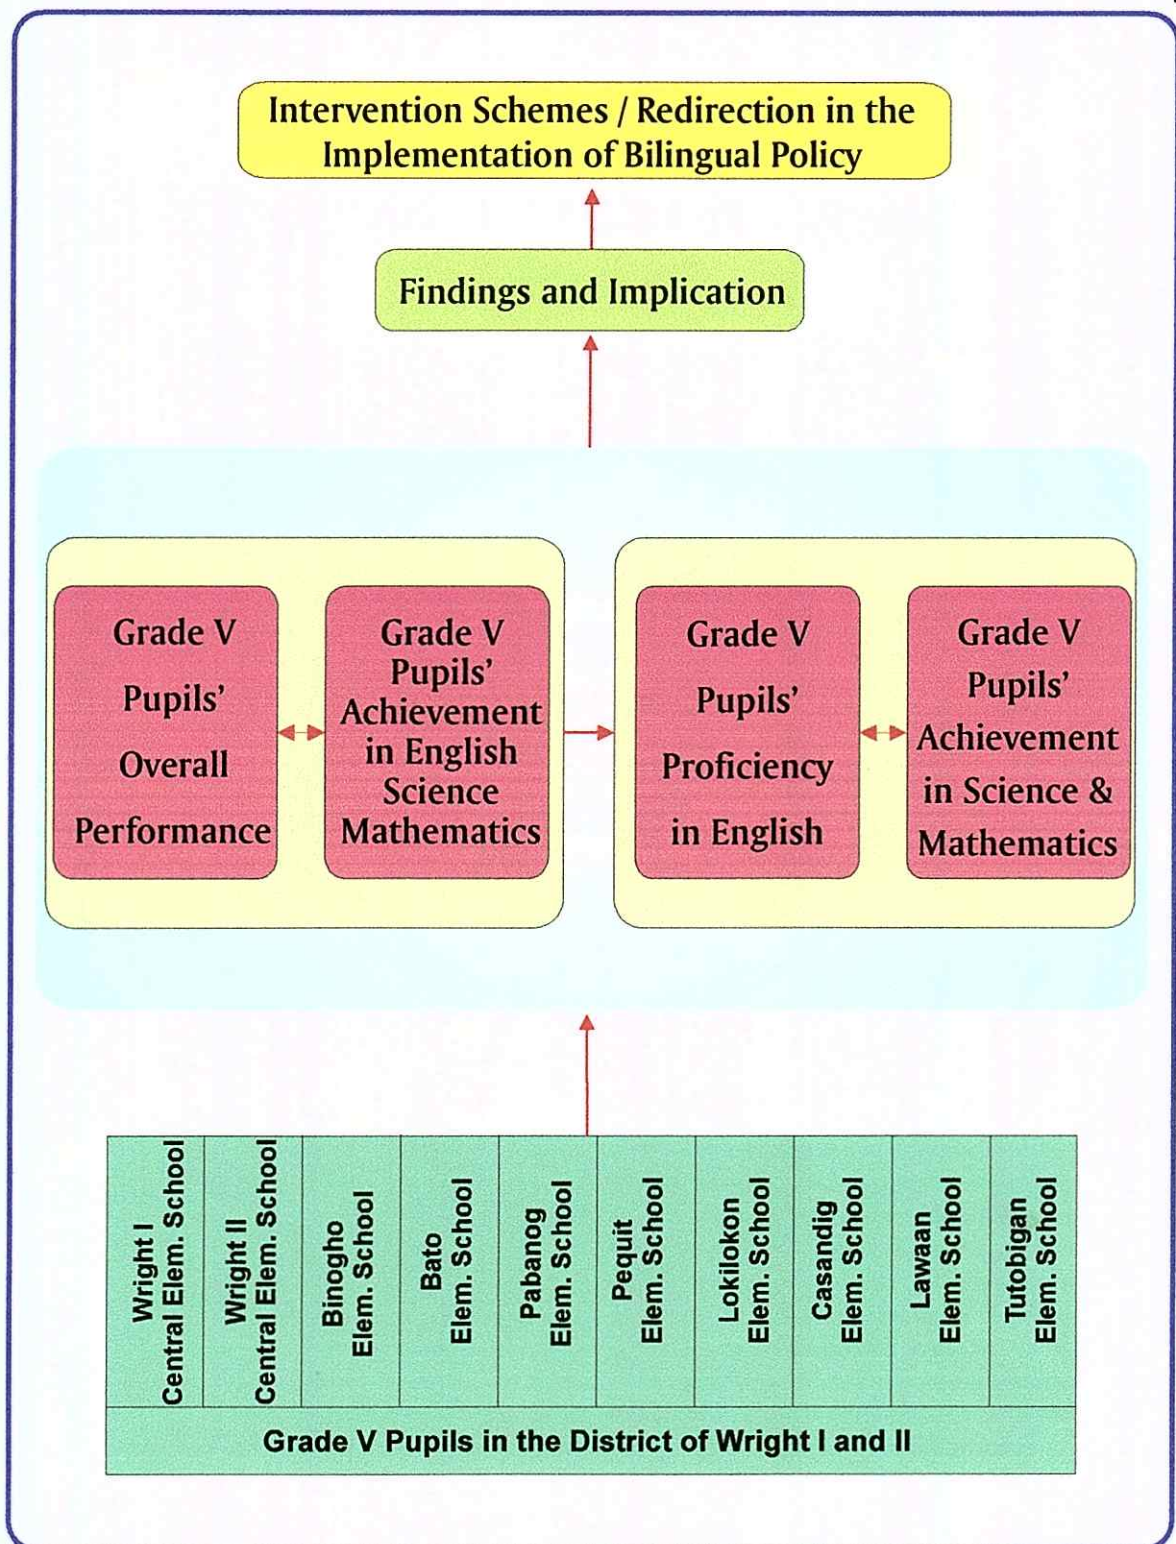 Intervention Schemes / Redirection in the
Implementation of Bilingual Policy
Findings and Implication
Grade V
Pupils'
Overall
Performance
Grade V
Pupils'
Achievement
in English
Science
Mathematics
Grade V
Pupils'
Proficiency
in English
Grade V
Pupils'
Achievement
in Science &
Mathematics
Wright I
Central Elem. School
Wright II
Central Elem. School
Binogho
Elem. School
Bato
Elem. School
Pabanog
Elem. School
Pequit
Elem. School
Lokilokon
Elem. School
Casandig
Elem. School
Lawaan
Elem. School
Tutobigan
Elem. School
Grade V Pupils in the District of Wright I and II